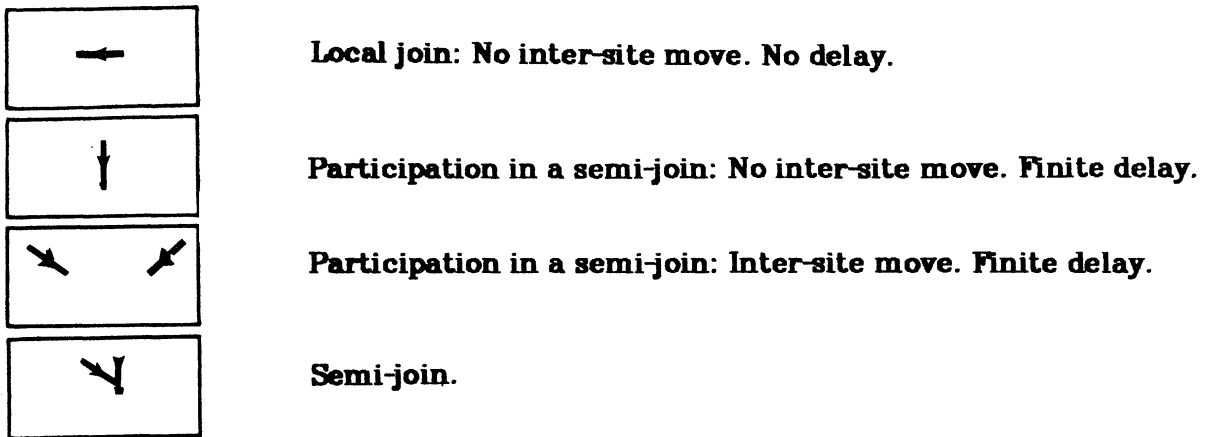 Local join: No inter-site move. No delay.
Participation in a semi-join: No inter-site move. Finite delay.
Participation in a semi-join: Inter-site move. Finite delay.
Semi-join.